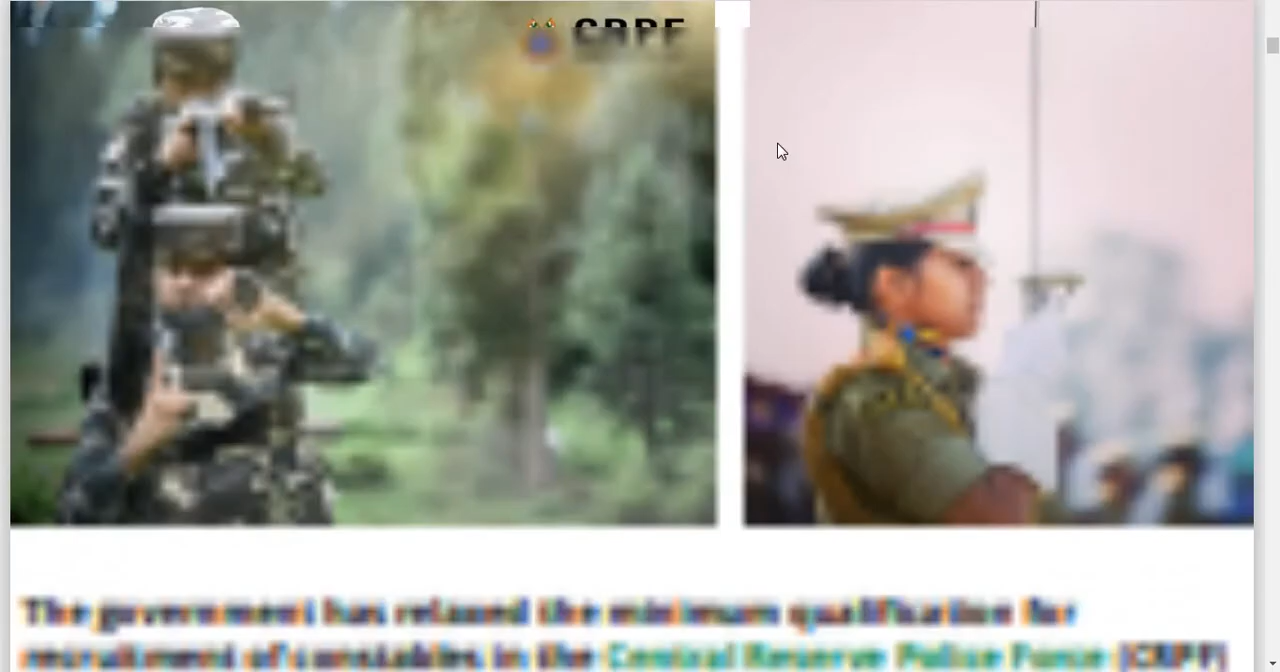 CRPF
The government has relaxed the minimum qualification for
recruitment of constables in the Central Reserve Police Force (CRPF)